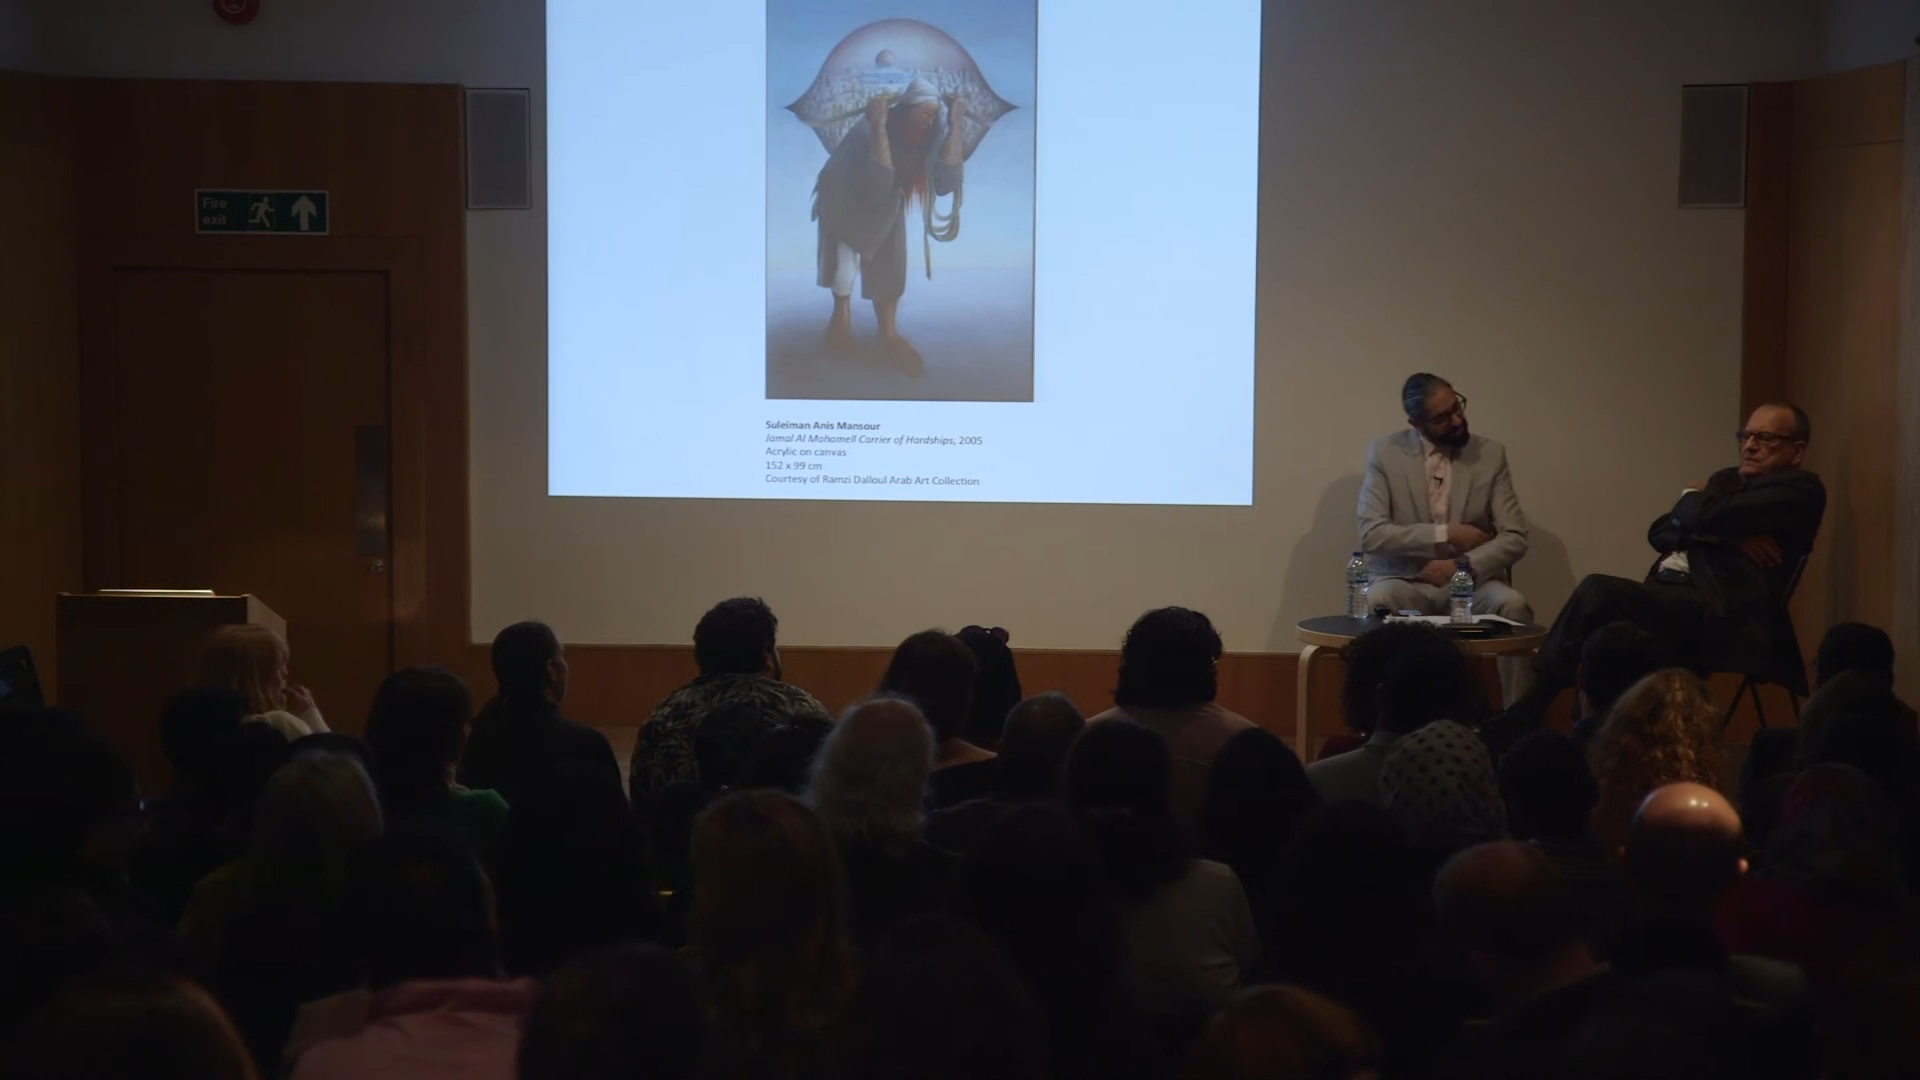 Fire
exit
Suleiman Anis Mansour
Jamal Al Mahamell Carrier of Hardships, 2005
Acrylic on canvas
152 x 99 cm
Courtesy of Ramzi Dalloul Arab Art Collection